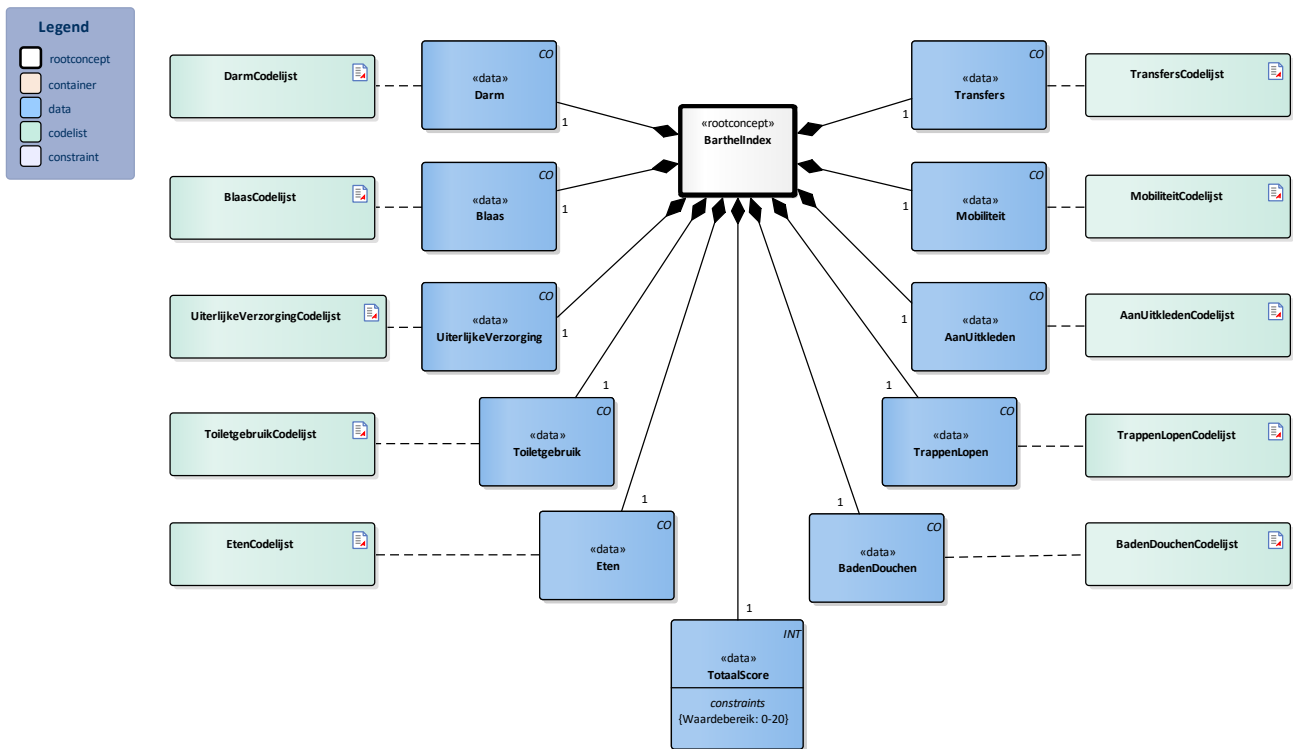 Legend
rootconcept
container
data
codelist
constraint
DarmCodelijst
CO
«data»
Darm
1
«rootconcept»
BarthelIndex
CO
«data»
Transfers
1
TransfersCodelijst
BlaasCodelijst
CO
«data»
Blaas
1
CO
«data»
Mobiliteit
1
MobiliteitCodelijst
UiterlijkeVerzorgingCodelijst
CO
«data»
UiterlijkeVerzorging
1
CO
«data»
AanUitkleden
1
AanUitkledenCodelijst
ToiletgebruikCodelijst
1
CO
«data»
Toiletgebruik
1
CO
«data»
TrappenLopen
TrappenLopenCodelijst
EtenCodelijst
1
CO
«data»
Eten
1
CO
«data»
BadenDouchen
BadenDouchenCodelijst
1
INT
«data»
TotaalScore
constraints
{Waardebereik: 0-20}